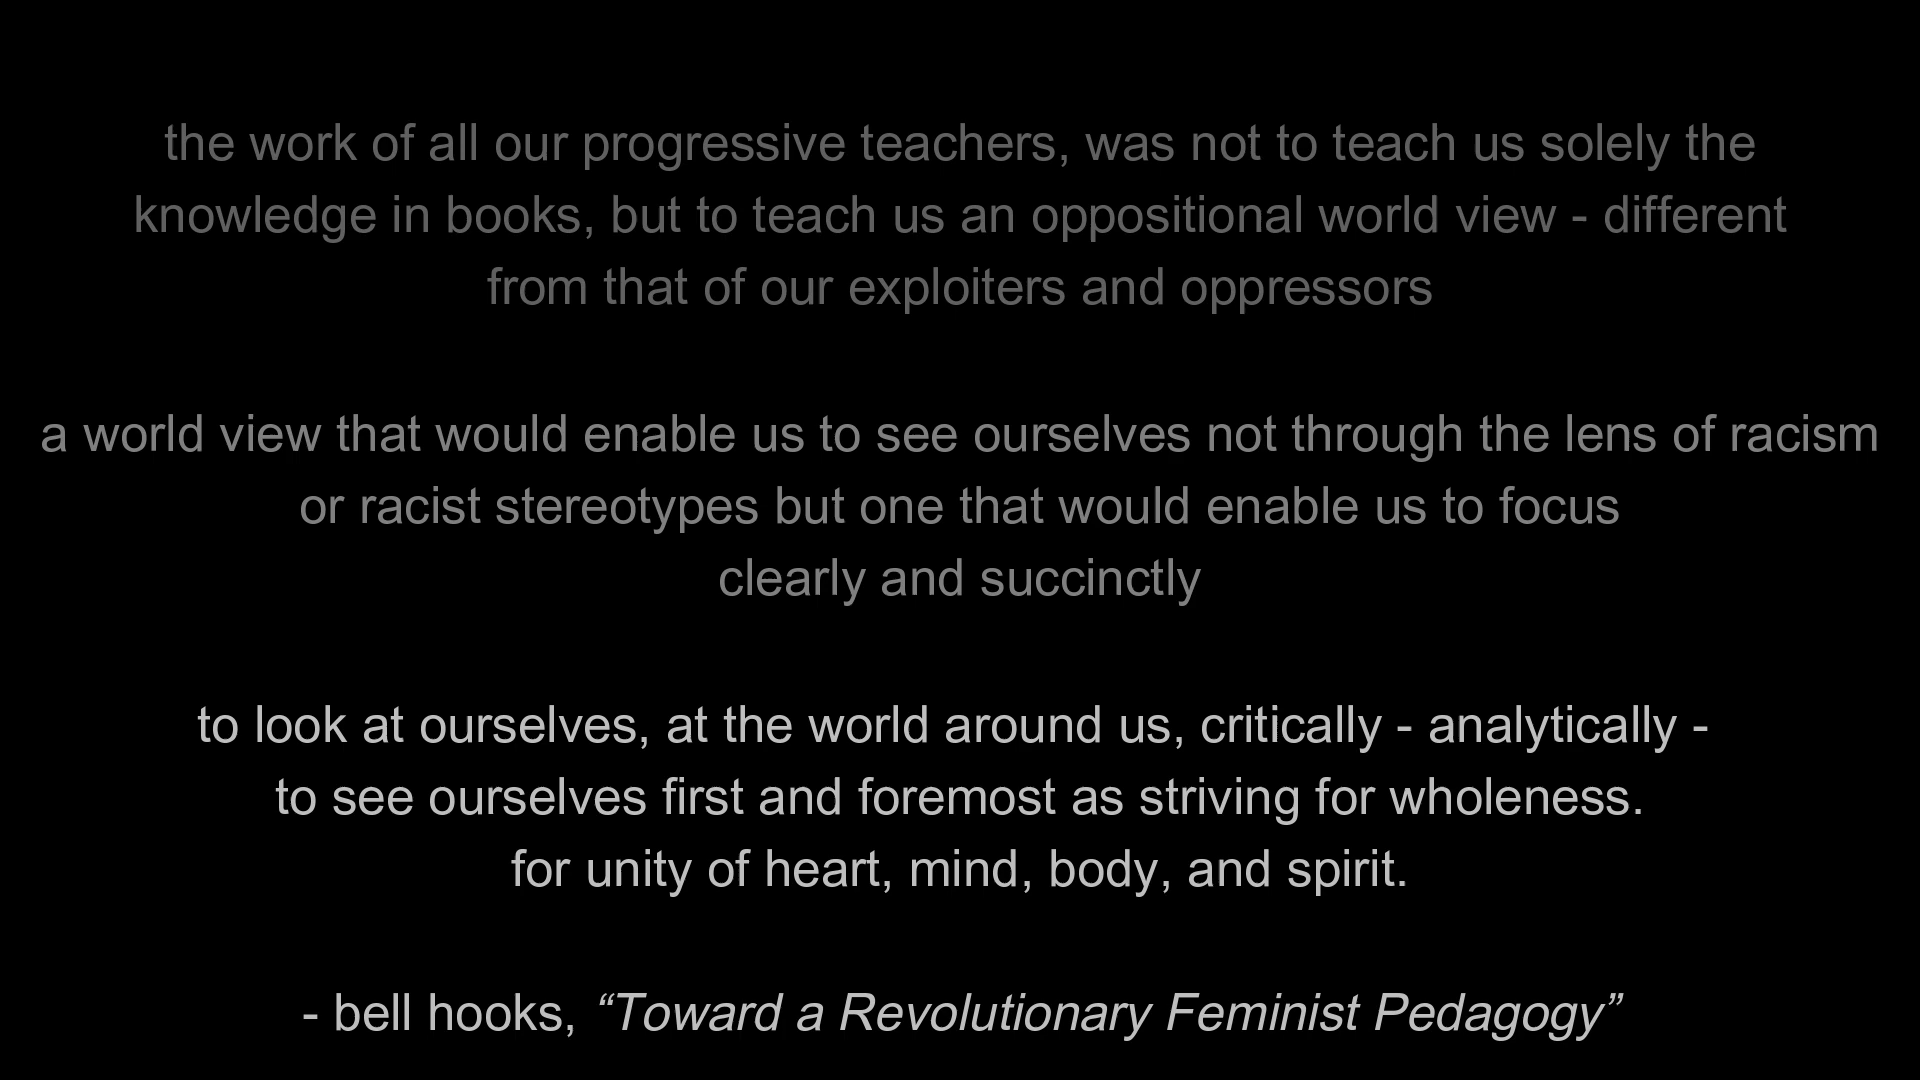 the work of all our progressive teachers, was not to teach us solely the
knowledge in books, but to teach us an oppositional world view - different
from that of our exploiters and oppressors
a world view that would enable us to see ourselves not through the lens of racism
or racist stereotypes but one that would enable us to focus
clearly and succinctly
to look at ourselves, at the world around us, critically - analytically -
to see ourselves first and foremost as striving for wholeness.
for unity of heart, mind, body, and spirit.
- bell hooks, “Toward a Revolutionary Feminist Pedagogy”